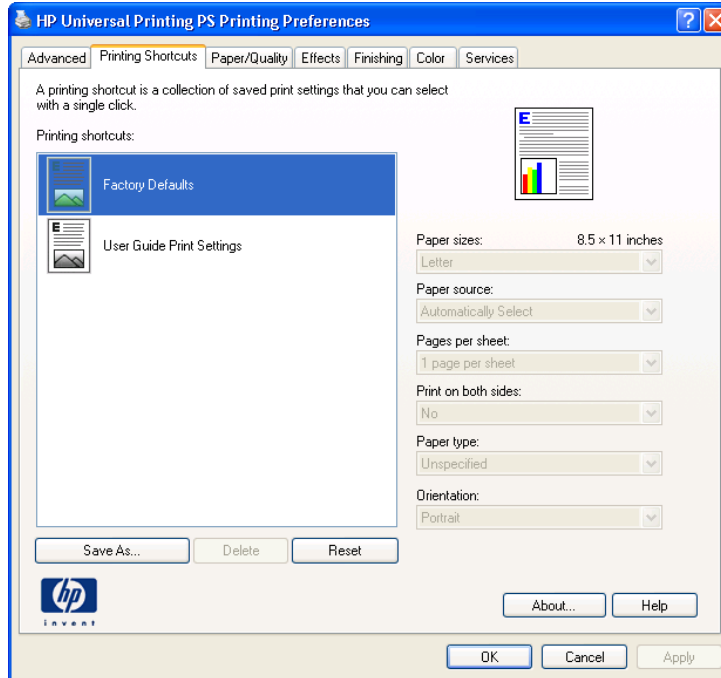 HP Universal Printing PS Printing Preferences
Advanced Printing Shortcuts Paper/Quality Effects Finishing Color Services
A printing shortcut is a collection of saved print settings that you can select
with a single click.
Printing shortcuts:
E
Factory Defaults
E
User Guide Print Settings
E
Paper sizes: 8.5 × 11 inches
Letter
Paper source:
Automatically Select
Pages per sheet:
1 page per sheet
Print on both sides:
No
Paper type:
Unspecified
Orientation:
Portrait
Save As... Delete Reset
hp
invent
About... Help
OK Cancel Apply